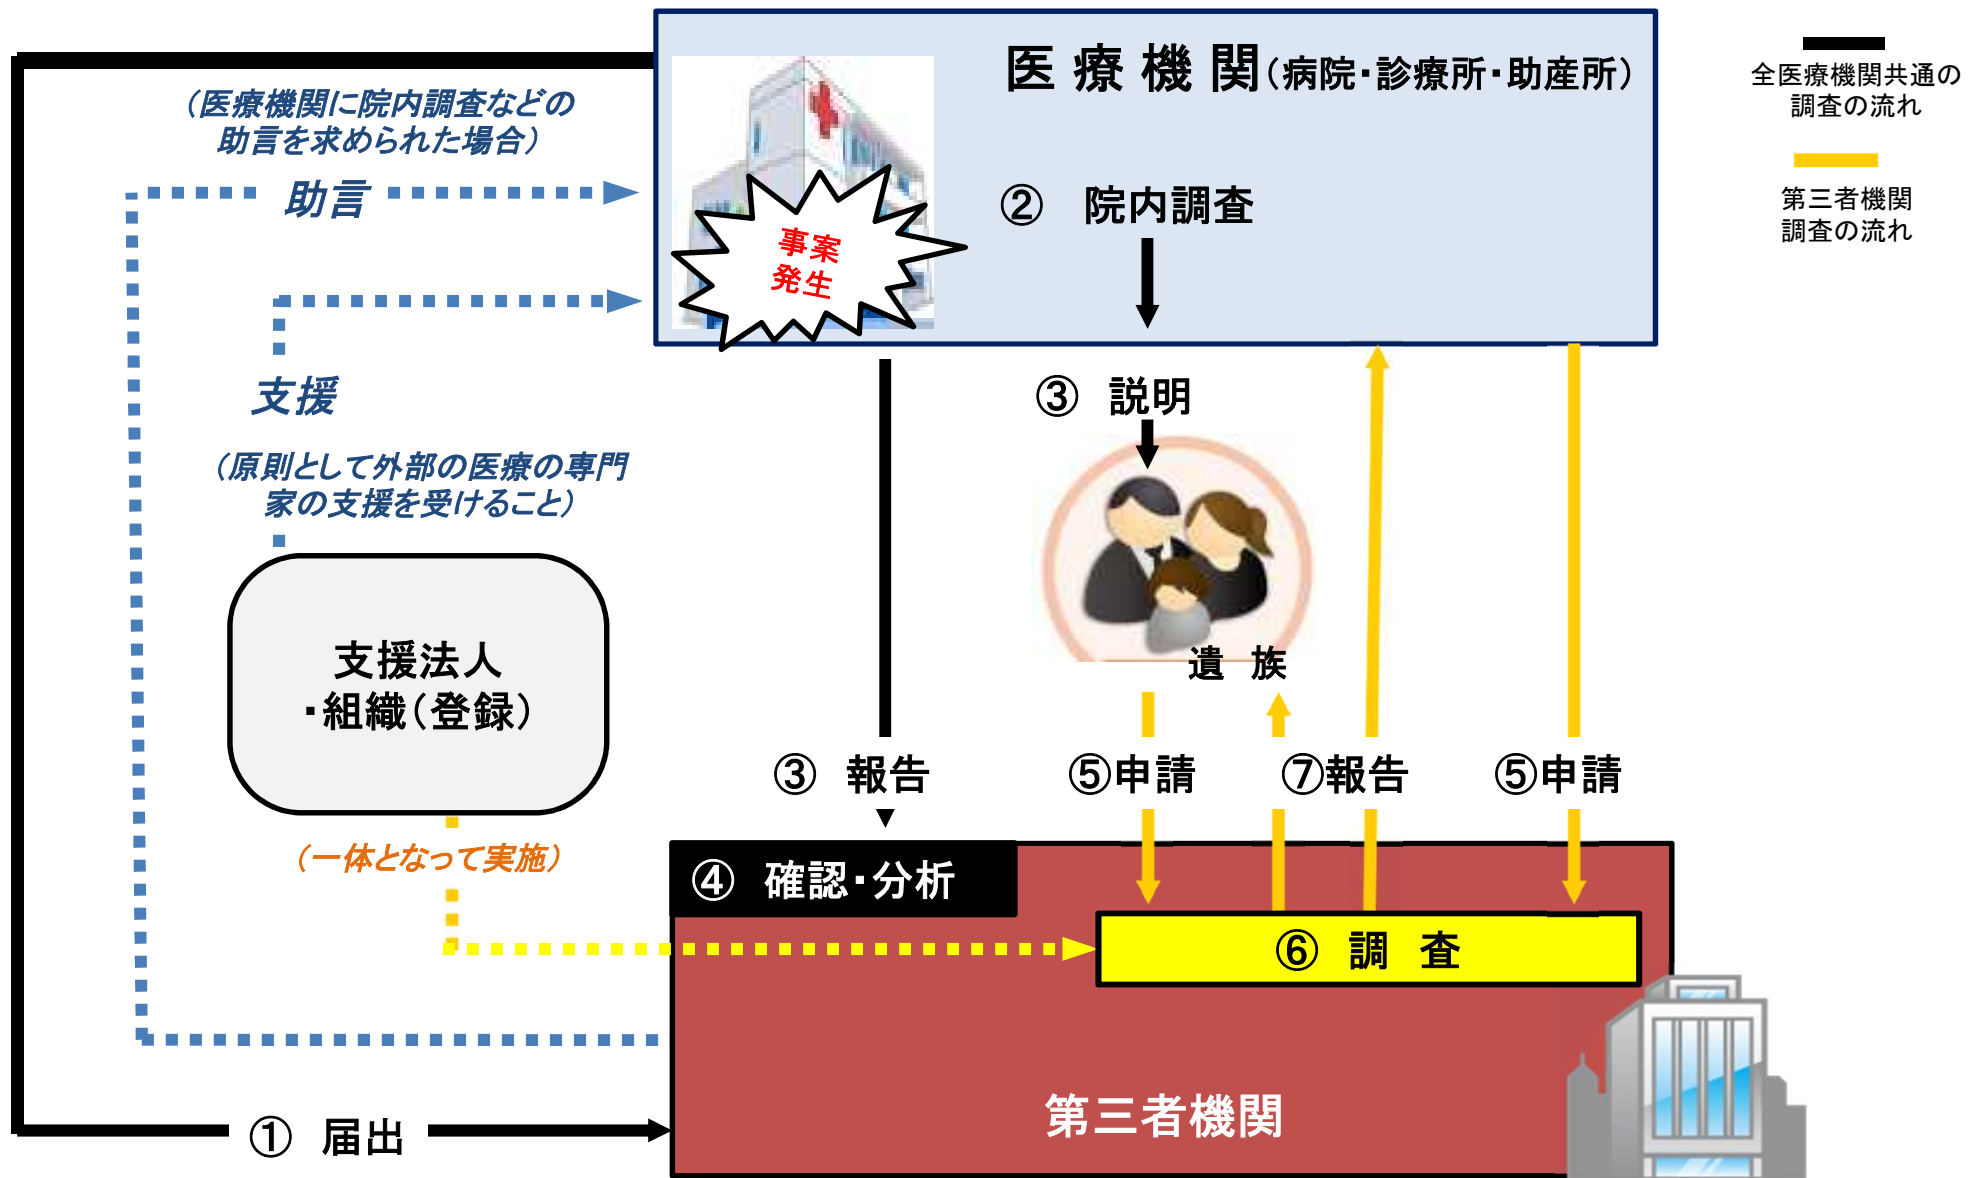 医 療 機 関（病院・診療所・助産所）
全医療機関共通の
調査の流れ
第三者機関
調査の流れ
（医療機関に院内調査などの
助言を求められた場合）
助言
② 院内調査
事案
発生
支援
（原則として外部の医療の専門
家の支援を受けること）
③ 説明
遺 族
支援法人
・組織（登録）
③ 報告
⑤申請
⑦報告
⑤申請
（一体となって実施）
④ 確認・分析
⑥ 調 査
第三者機関
① 届出